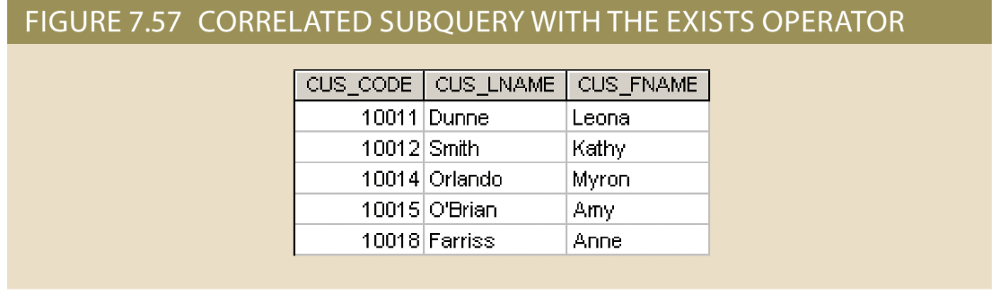 FIGURE 7.57 CORRELATED SUBQUERY WITH THE EXISTS OPERATOR
CUS_CODE CUS_LNAME CUS_FNAME
10011 Dunne Leona
10012 Smith Kathy
10014 Orlando Myron
10015 O'Brian Amy
10018 Farriss Anne